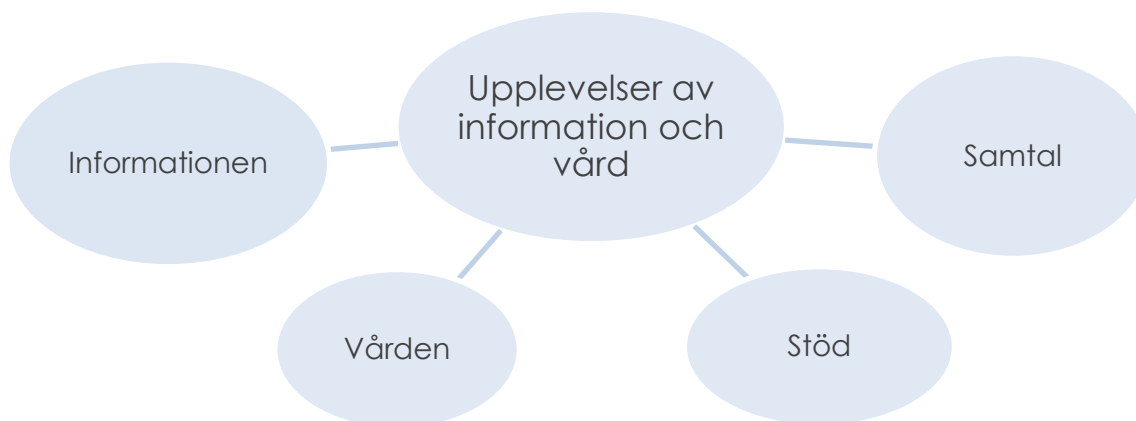 Upplevelser av
information och
vård
Informationen
Samtal
Vården
Stöd